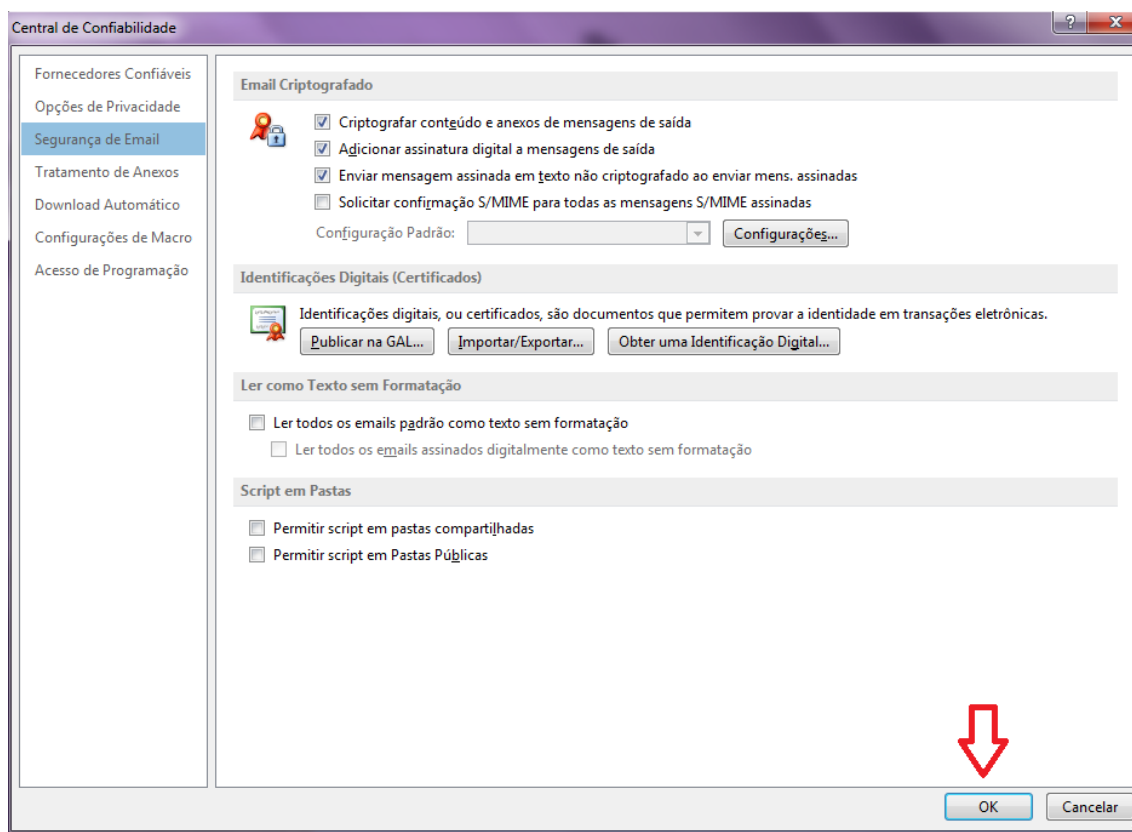 Central de Confiabilidade
?
x
Fornecedores Confiáveis
Opções de Privacidade
Segurança de Email
Tratamento de Anexos
Download Automático
Configurações de Macro
Acesso de Programação
Email Criptografado
Criptografar conteúdo e anexos de mensagens de saída
Adicionar assinatura digital a mensagens de saída
Enviar mensagem assinada em texto não criptografado ao enviar mens. assinadas
Solicitar confirmação S/MIME para todas as mensagens S/MIME assinadas
Configuração Padrão:
Configurações...
Identificações Digitais (Certificados)
Identificações digitais, ou certificados, são documentos que permitem provar a identidade em transações eletrônicas.
Publicar na GAL...
Importar/Exportar...
Obter uma Identificação Digital...
Ler como Texto sem Formatação
Ler todos os emails padrão como texto sem formatação
Ler todos os emails assinados digitalmente como texto sem formatação
Script em Pastas
Permitir script em pastas compartilhadas
Permitir script em Pastas Públicas
OK
Cancelar